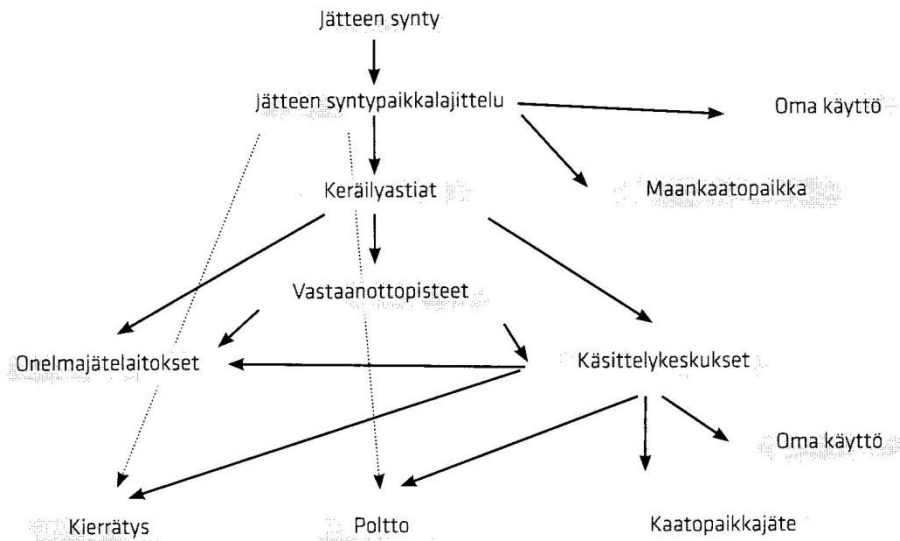 Jätteen synty
Jätteen syntypaikkalajittelu
Oma käyttö
Keräilyastiat
Maankaatopaikka
Vastaanottopisteet
Onelmajätelaitokset
Käsittelykeskukset
Oma käyttö
Kierrätys
Poltto
Kaatopaikkajäte